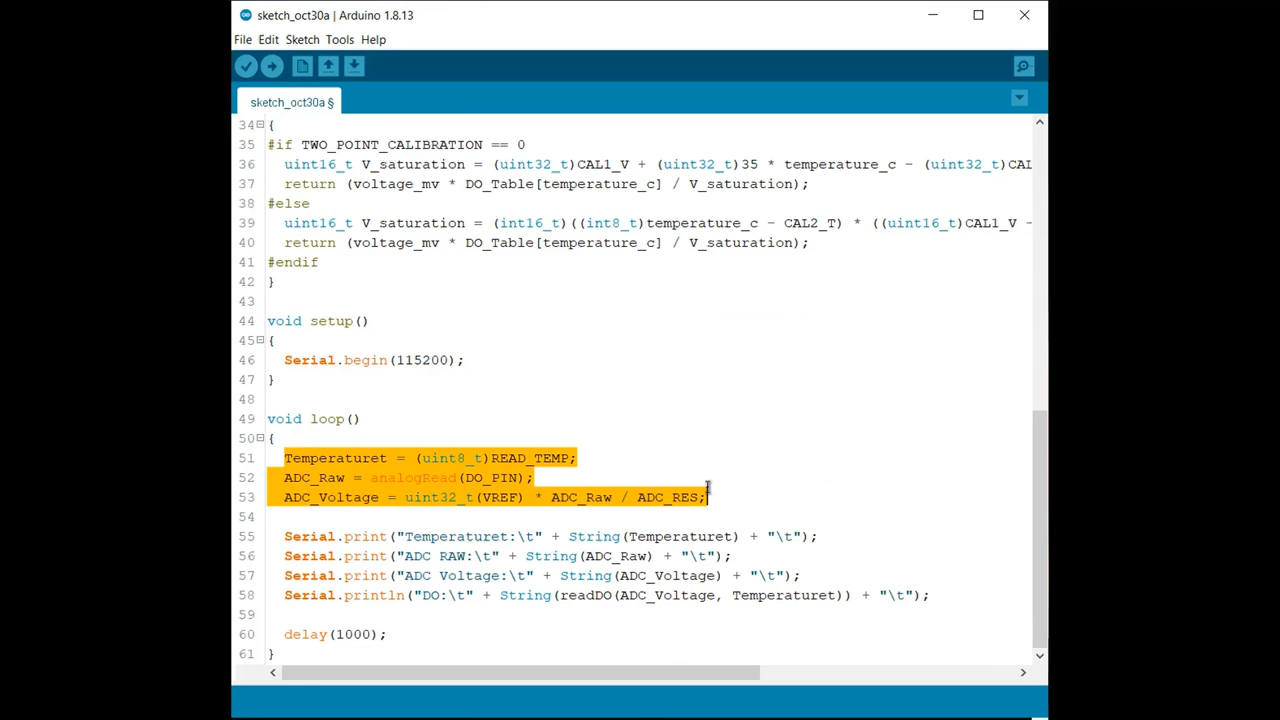 sketch_oct30a | Arduino 1.8.13
File Edit Sketch Tools Help
sketch_oct30a §
34 {
35 #if TWO_POINT_CALIBRATION == 0
36   uint16_t V_saturation = (uint32_t)CAL1_V + (uint32_t)35 * temperature_c - (uint32_t)CAL
37   return (voltage_mv * DO_Table[temperature_c] / V_saturation);
38 #else
39   uint16_t V_saturation = (int16_t)((int8_t)temperature_c - CAL2_T) * ((uint16_t)CAL1_V -
40   return (voltage_mv * DO_Table[temperature_c] / V_saturation);
41 #endif
42 }
43
44 void setup()
45 {
46   Serial.begin(115200);
47 }
48
49 void loop()
50 {
51   Temperaturet = (uint8_t)READ_TEMP;
52   ADC_Raw = analogRead(DO_PIN);
53   ADC_Voltage = uint32_t(VREF) * ADC_Raw / ADC_RES;
54
55   Serial.print("Temperaturet:\t" + String(Temperaturet) + "\t");
56   Serial.print("ADC RAW:\t" + String(ADC_Raw) + "\t");
57   Serial.print("ADC Voltage:\t" + String(ADC_Voltage) + "\t");
58   Serial.println("DO:\t" + String(readDO(ADC_Voltage, Temperaturet)) + "\t");
59
60   delay(1000);
61 }